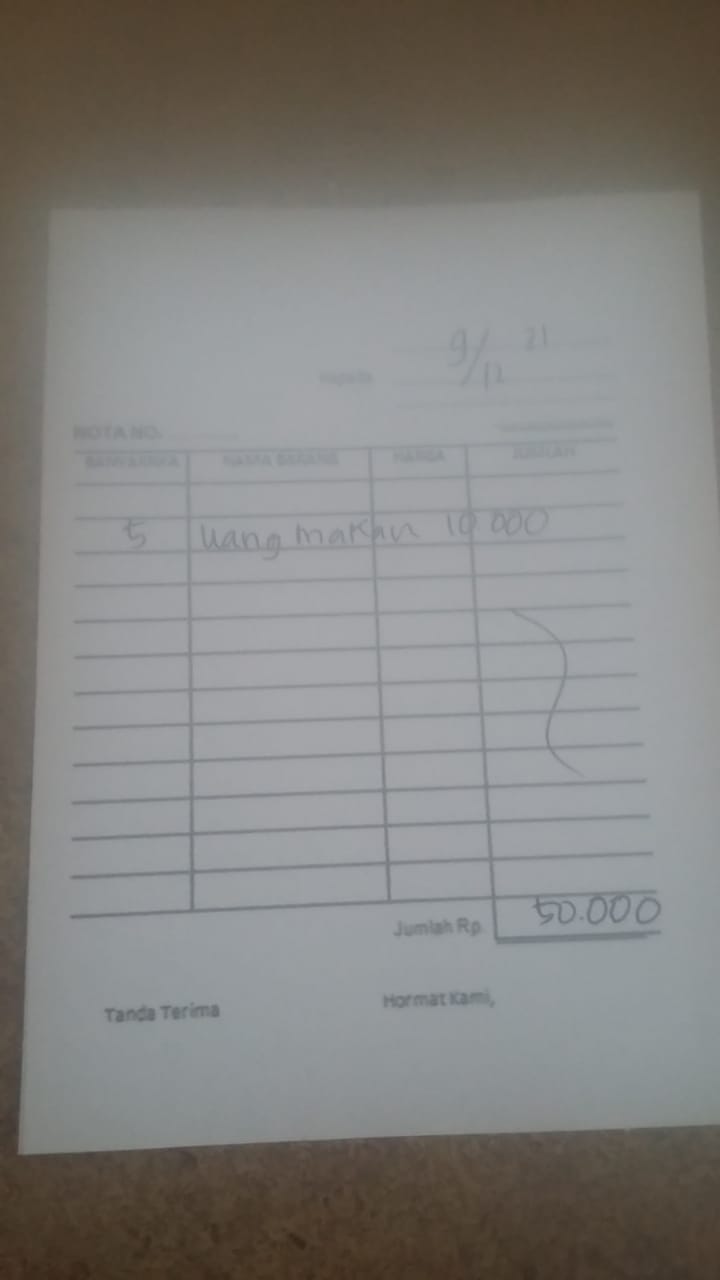 9/12 21
Kepada
NOTA NO.
BANYAKNYA NAMA BARANG HARGA JUMLAH
5 uang makan 10 000
Jumlah Rp. 50.000
Tanda Terima Hormat Kami,